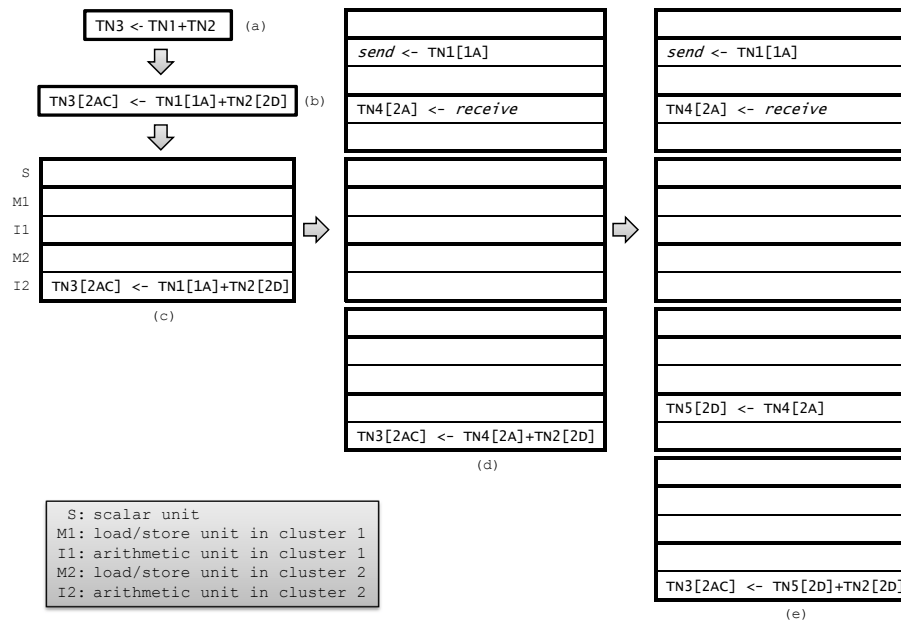 TN3 <- TN1+TN2
(a)
TN3[2AC] <- TN1[1A]+TN2[2D]
(b)
S
M1
I1
M2
I2
TN3[2AC] <- TN1[1A]+TN2[2D]
(c)
send <- TN1[1A]
TN4[2A] <- receive
TN3[2AC] <- TN4[2A]+TN2[2D]
(d)
send <- TN1[1A]
TN4[2A] <- receive
TN5[2D] <- TN4[2A]
TN3[2AC] <- TN5[2D]+TN2[2D]
(e)
S: scalar unit
M1: load/store unit in cluster 1
I1: arithmetic unit in cluster 1
M2: load/store unit in cluster 2
I2: arithmetic unit in cluster 2